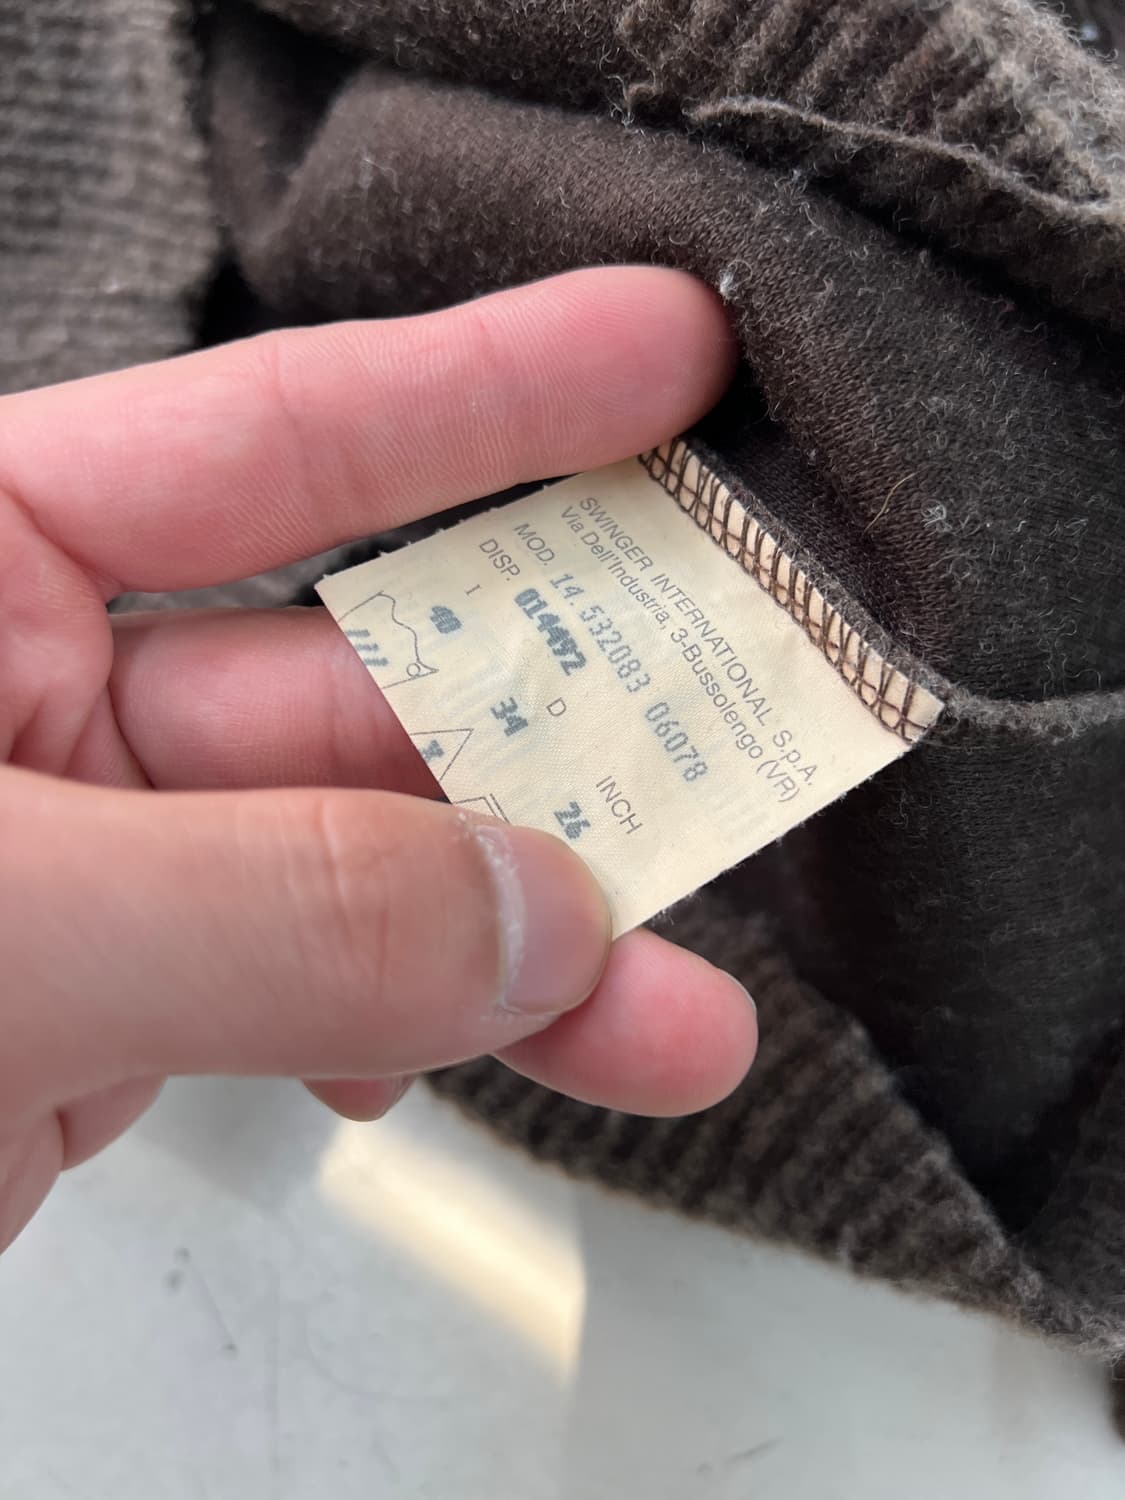 SWINGER INTERNATIONAL S.p.A.
Via Dell'Industria, 3-Bussolengo (VR)
MOD. 14.532083 06078
DISP. 014492
I D INCH
40 34 26